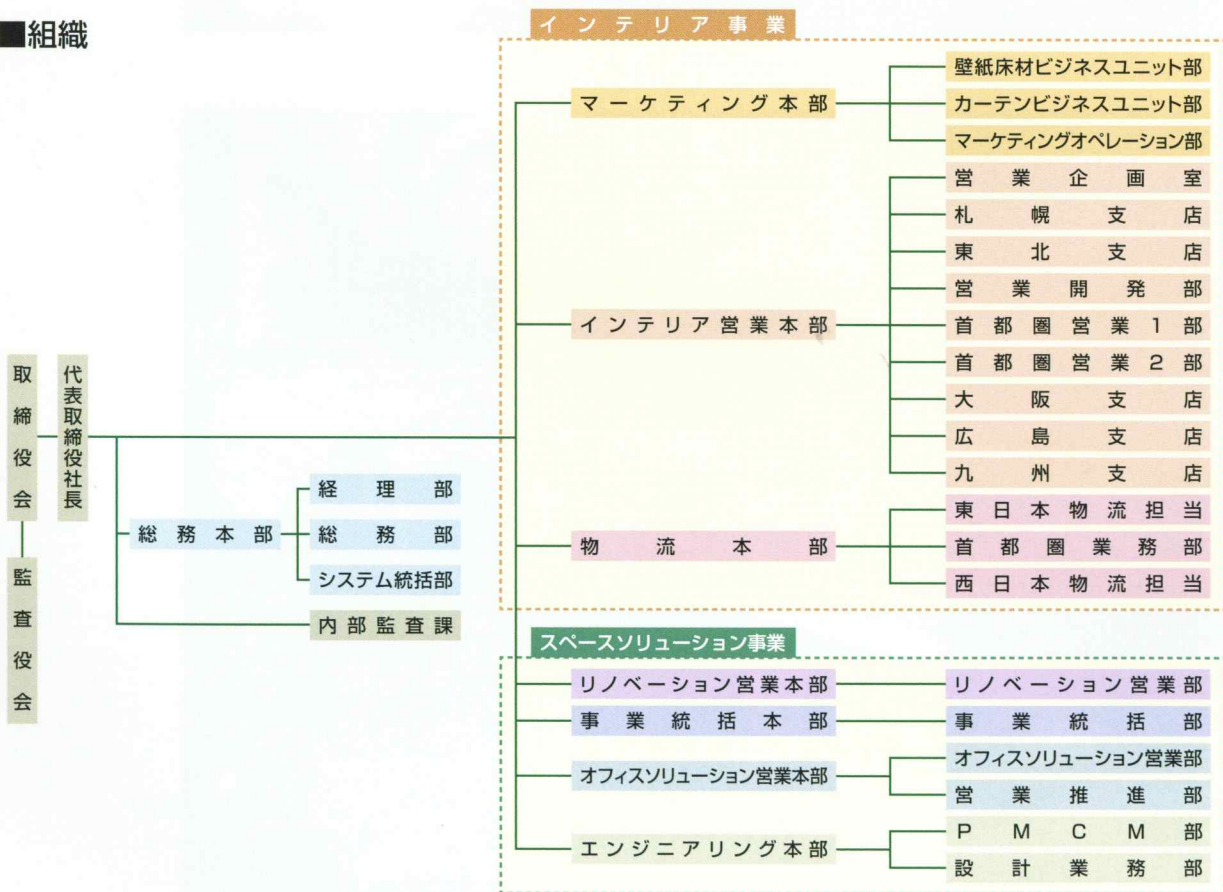 ■組織
取締役会
監査役会
代表取締役社長
総務本部
経理部
総務部
システム統括部
内部監査課
インテリア事業
マーケティング本部
壁紙床材ビジネスユニット部
カーテンビジネスユニット部
マーケティングオペレーション部
インテリア営業本部
営業企画室
札幌支店
東北支店
営業開発部
首都圏営業1部
首都圏営業2部
大阪支店
広島支店
九州支店
物流本部
東日本物流担当
首都圏業務部
西日本物流担当
スペースソリューション事業
リノベーション営業本部
リノベーション営業部
事業統括本部
事業統括部
オフィスソリューション営業本部
オフィスソリューション営業部
営業推進部
エンジニアリング本部
PMCM部
設計業務部